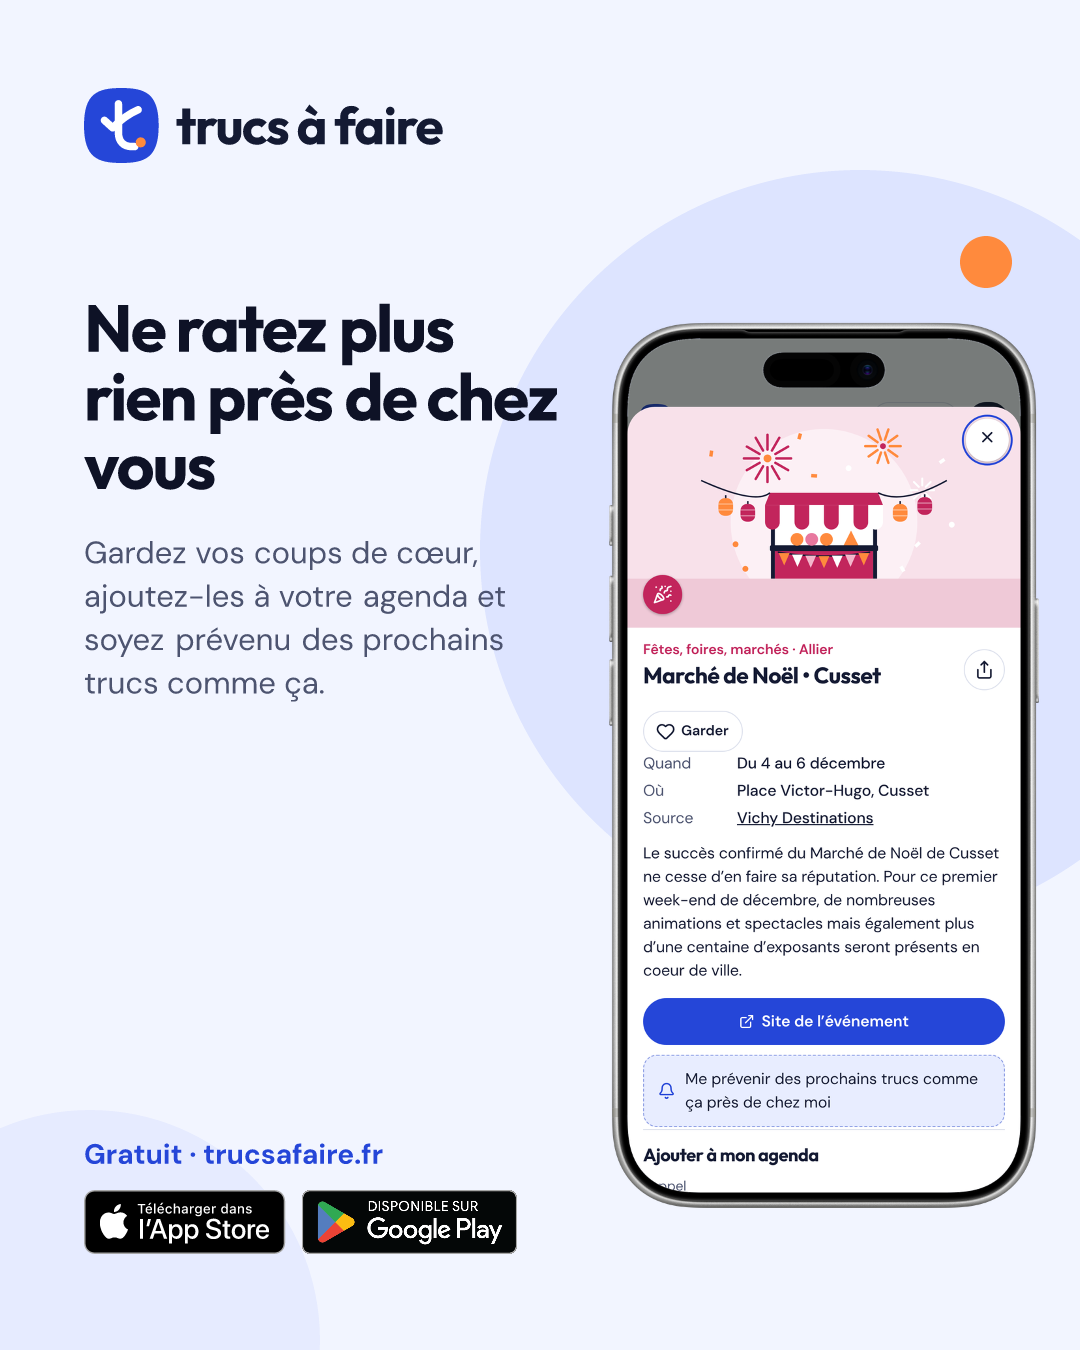 trucs à faire
Ne ratez plus
rien près de chez
vous
Gardez vos coups de cœur,
ajoutez-les à votre agenda et
soyez prévenu des prochains
trucs comme ça.
Fêtes, foires, marchés · Allier
Marché de Noël • Cusset
Garder
Quand Du 4 au 6 décembre
Où Place Victor-Hugo, Cusset
Source Vichy Destinations
Le succès confirmé du Marché de Noël de Cusset
ne cesse d’en faire sa réputation. Pour ce premier
week-end de décembre, de nombreuses
animations et spectacles mais également plus
d’une centaine d’exposants seront présents en
coeur de ville.
Site de l’événement
Me prévenir des prochains trucs comme
ça près de chez moi
Ajouter à mon agenda
Gratuit · trucsafaire.fr
Télécharger dans
l’App Store
DISPONIBLE SUR
Google Play